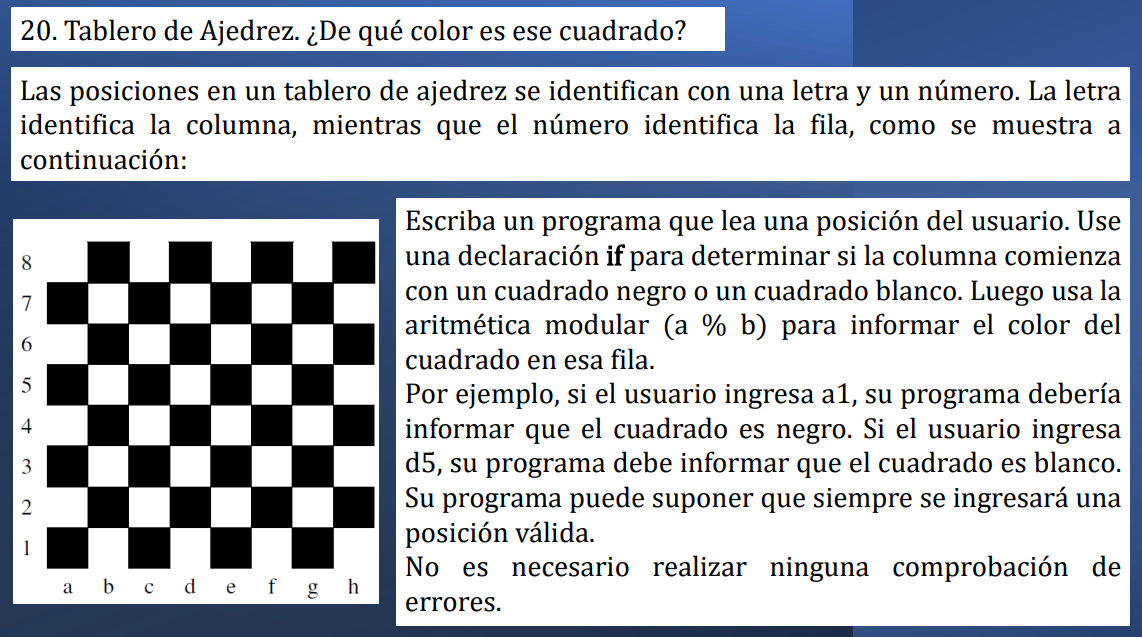 20. Tablero de Ajedrez. ¿De qué color es ese cuadrado?
Las posiciones en un tablero de ajedrez se identifican con una letra y un número. La letra
identifica la columna, mientras que el número identifica la fila, como se muestra a
continuación:
8
7
6
5
4
3
2
1
a b c d e f g h
Escriba un programa que lea una posición del usuario. Use
una declaración if para determinar si la columna comienza
con un cuadrado negro o un cuadrado blanco. Luego usa la
aritmética modular (a % b) para informar el color del
cuadrado en esa fila.
Por ejemplo, si el usuario ingresa a1, su programa debería
informar que el cuadrado es negro. Si el usuario ingresa
d5, su programa debe informar que el cuadrado es blanco.
Su programa puede suponer que siempre se ingresará una
posición válida.
No es necesario realizar ninguna comprobación de
errores.